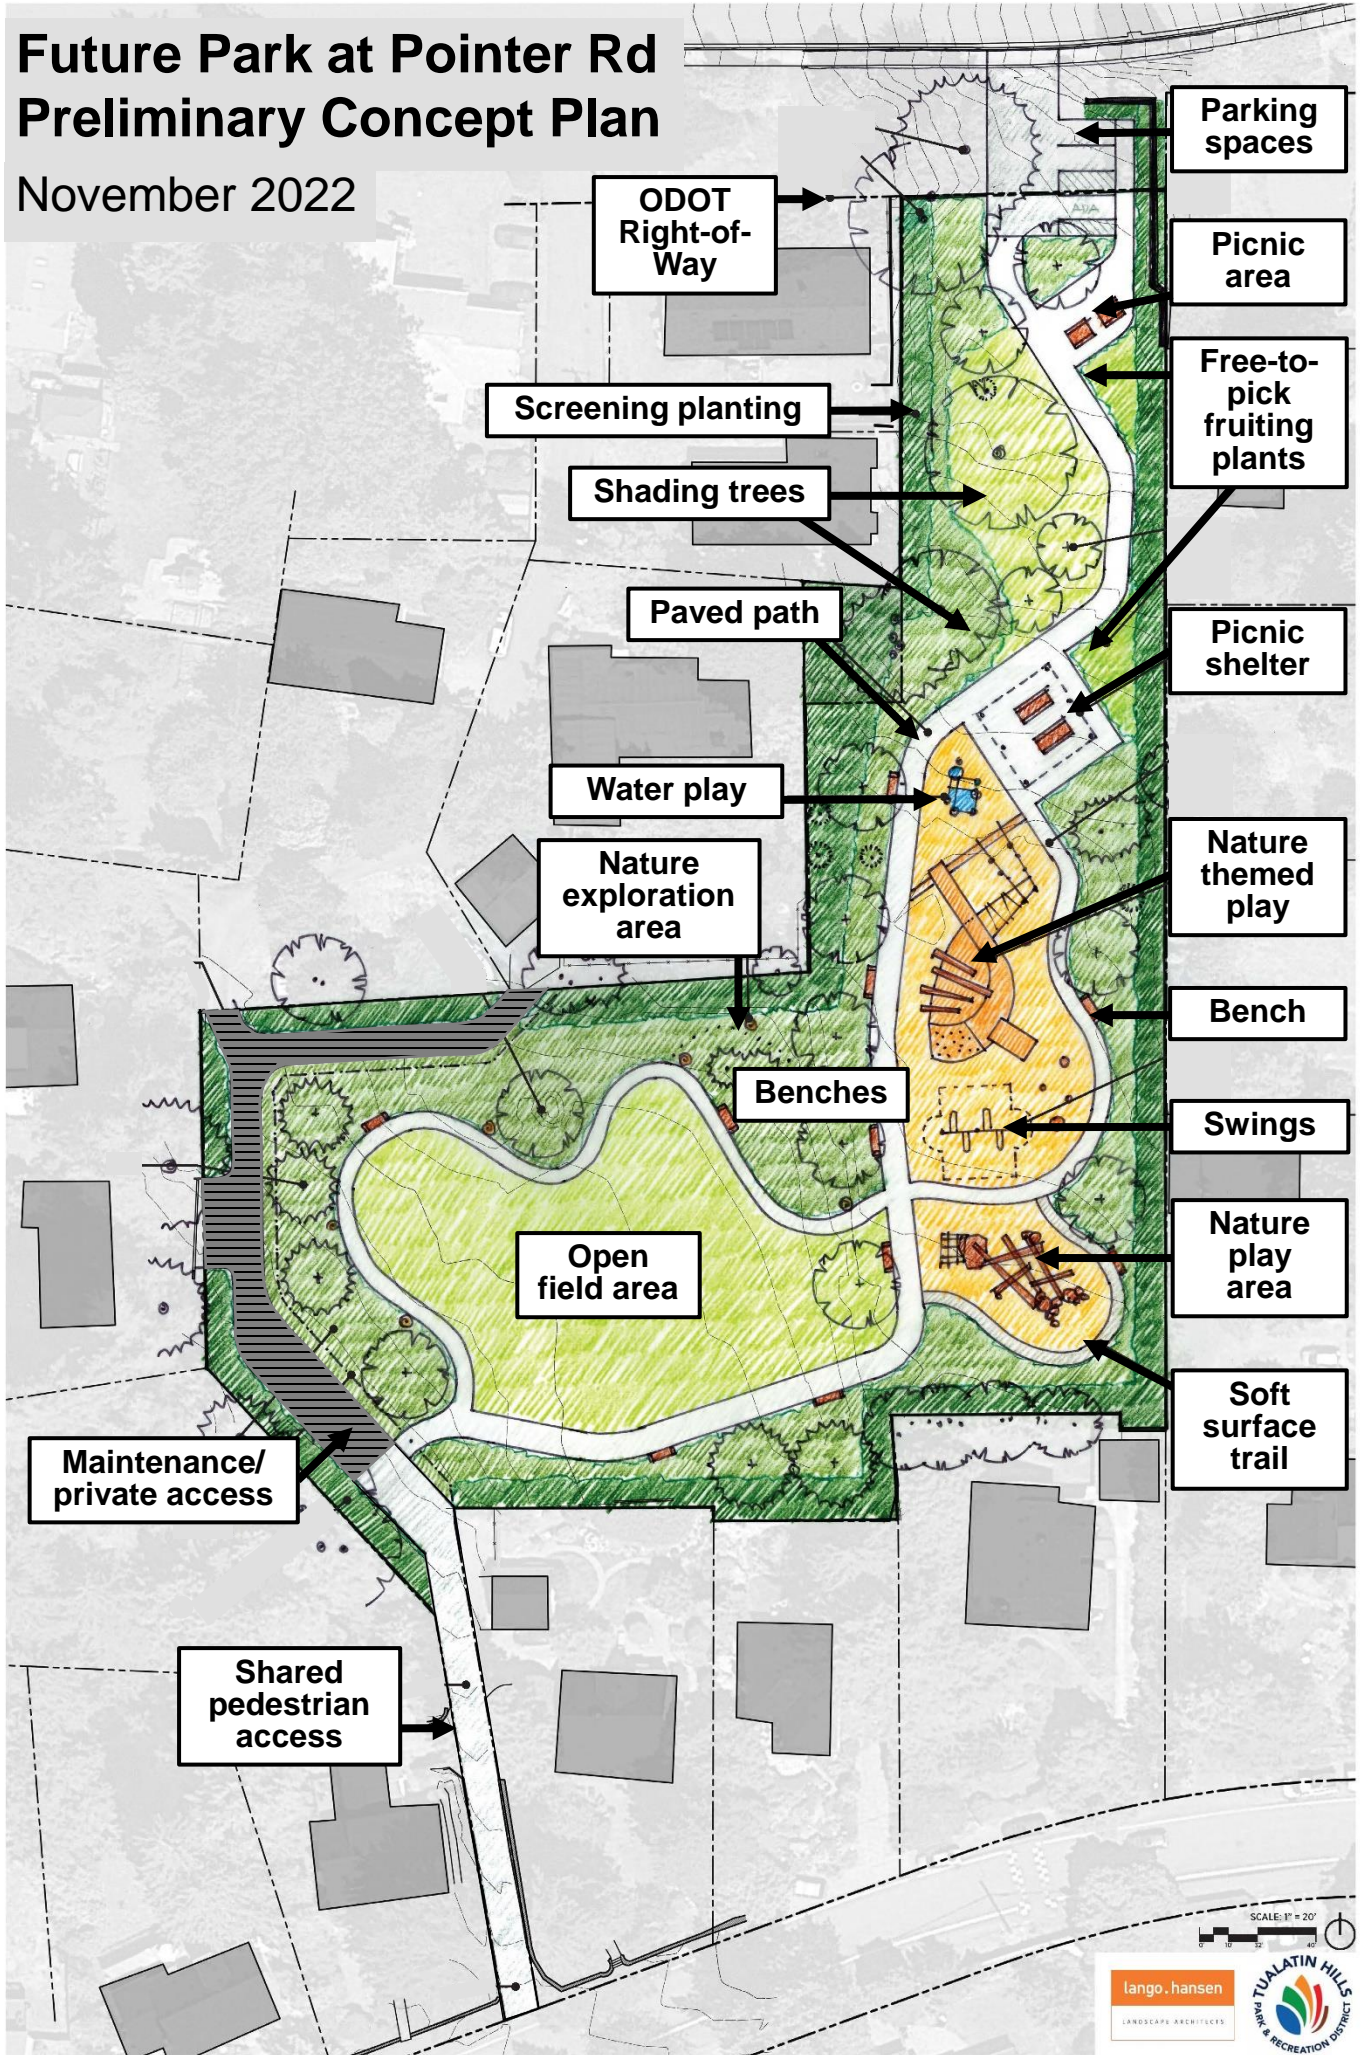 Future Park at Pointer Rd
Preliminary Concept Plan
November 2022
Parking
spaces
ODOT
Right-of-
Way
ADA
Picnic
area
Free-to-
pick
fruiting
plants
Screening planting
Shading trees
Paved path
Picnic
shelter
Water play
Nature
exploration
area
Nature
themed
play
Bench
Benches
Swings
Nature
play
area
Open
field area
Soft
surface
trail
Maintenance/
private access
Shared
pedestrian
access
SCALE: 1" = 20'
lango.hansen
LANDSCAPE ARCHITECTS
TUALATIN HILLS
PARK & RECREATION DISTRICT